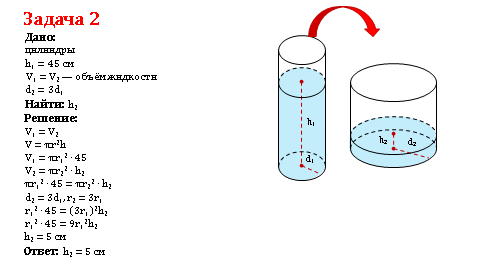 Задача 2
Дано:
цилиндры
h₁ = 45 см
V₁ = V₂ — объём жидкости
d₂ = 3d₁
Найти: h₂
Решение:
V₁ = V₂
V = πr²h
V₁ = πr₁² · 45
V₂ = πr₂² · h₂
πr₁² · 45 = πr₂² · h₂
d₂ = 3d₁, r₂ = 3r₁
r₁² · 45 = (3r₁)²h₂
r₁² · 45 = 9r₁²h₂
h₂ = 5 см
Ответ: h₂ = 5 см
h₁
d₁
h₂
d₂